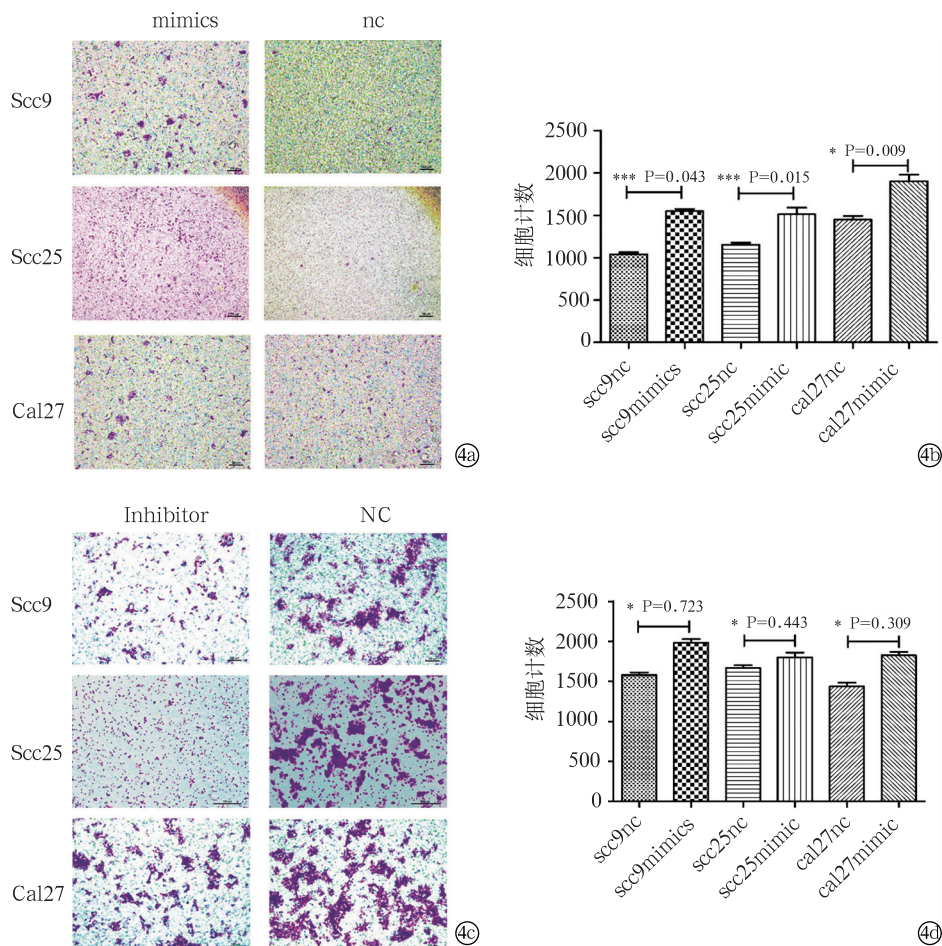 mimics nc
Scc9
Scc25
Cal27
4a
细胞计数
2500
2000
1500
1000
500
0
*** P=0.043
*** P=0.015
* P=0.009
scc9nc
scc9mimics
scc25nc
scc25mimic
cal27nc
cal27mimic
4b
Inhibitor NC
Scc9
Scc25
Cal27
4c
细胞计数
2500
2000
1500
1000
500
0
* P=0.723
* P=0.443
* P=0.309
scc9nc
scc9mimics
scc25nc
scc25mimic
cal27nc
cal27mimic
4d